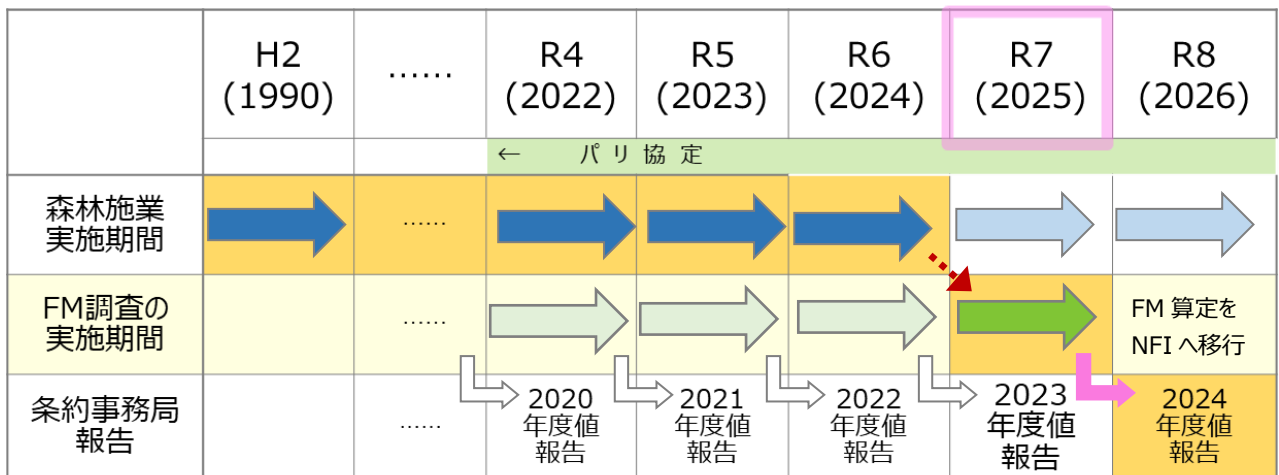 H2
(1990)
……
R4
(2022)
R5
(2023)
R6
(2024)
R7
(2025)
R8
(2026)
← パリ協定
森林施業
実施期間
……
FM調査の
実施期間
……
FM 算定を
NFI へ移行
条約事務局
報告
……
2020
年度値
報告
2021
年度値
報告
2022
年度値
報告
2023
年度値
報告
2024
年度値
報告